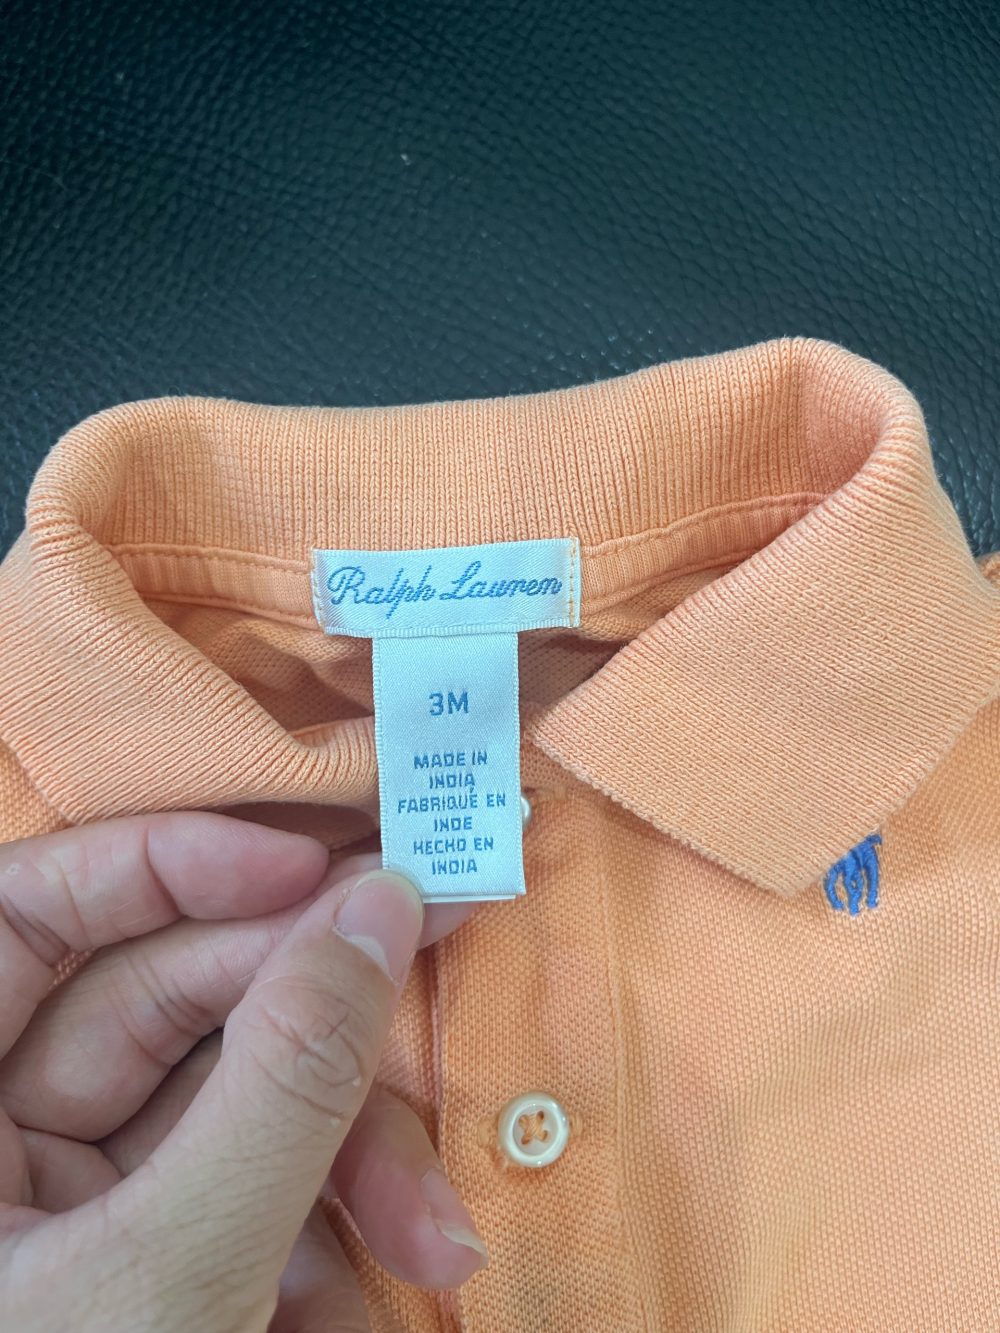 Ralph Lauren
3M
MADE IN
INDIA
FABRIQUÉ EN
INDE
HECHO EN
INDIA